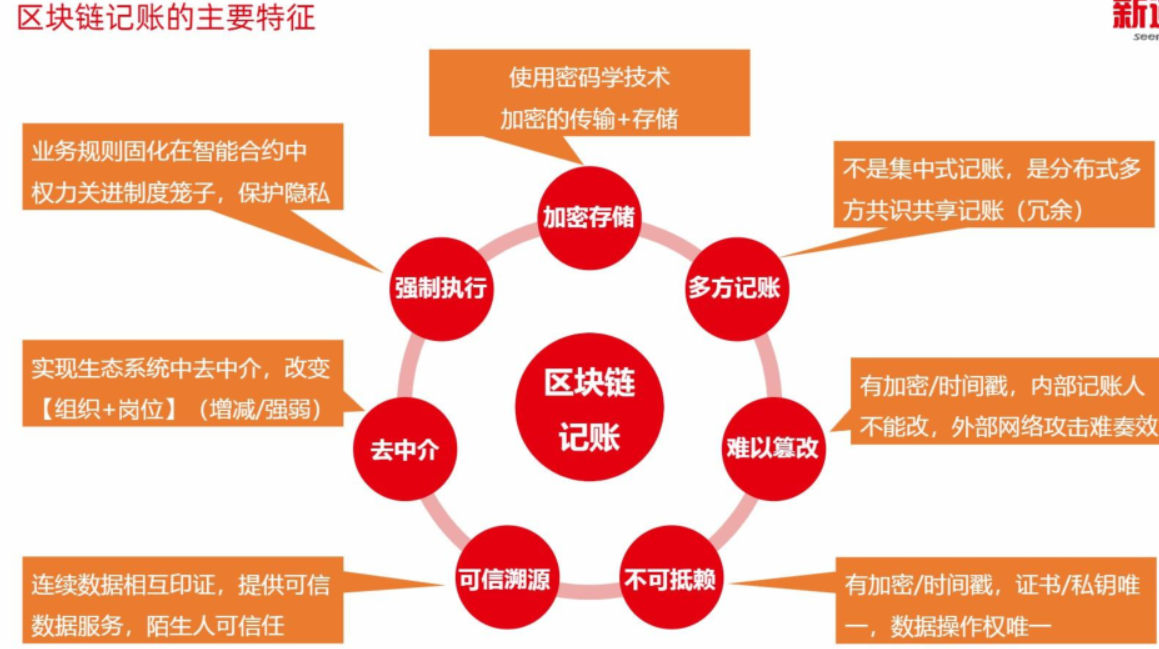 区块链记账的主要特征
使用密码学技术
加密的传输+存储
业务规则固化在智能合约中
权力关进制度笼子，保护隐私
不是集中式记账，是分布式多
方共识共享记账（冗余）
加密存储
强制执行
多方记账
实现生态系统中去中介，改变
【组织+岗位】（增减/强弱）
区块链
记账
有加密/时间戳，内部记账人
不能改，外部网络攻击难奏效
去中介
难以篡改
连续数据相互印证，提供可信
数据服务，陌生人可信任
可信溯源
不可抵赖
有加密/时间戳，证书/私钥唯
一，数据操作权唯一